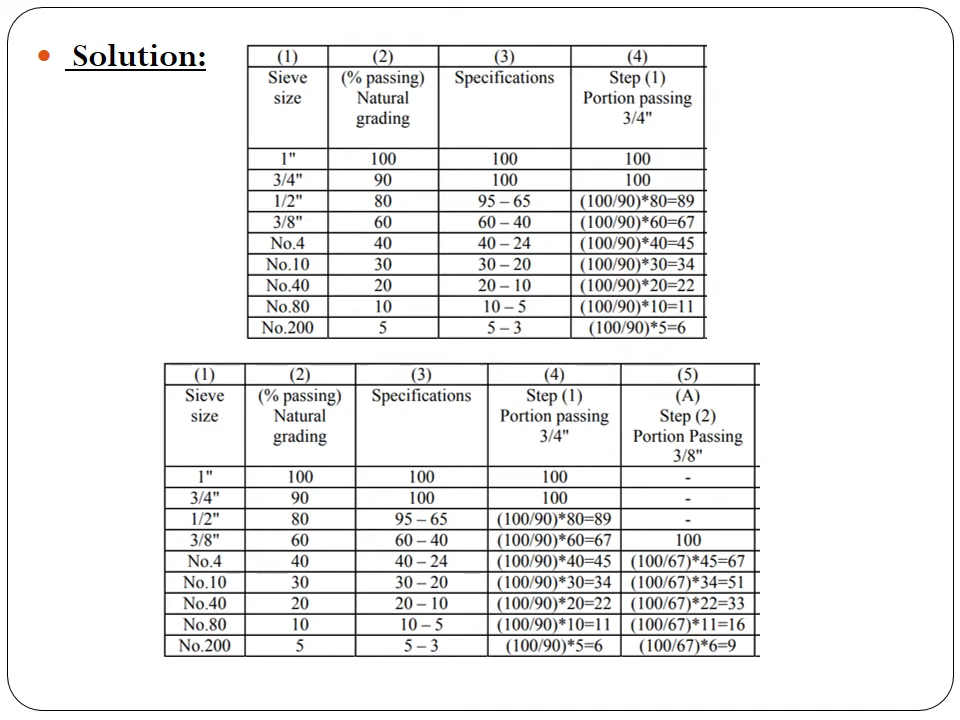 • Solution:
(1) (2) (3) (4)
Sieve size (% passing) Natural grading Specifications Step (1) Portion passing 3/4"
1" 100 100 100
3/4" 90 100 100
1/2" 80 95 – 65 (100/90)*80=89
3/8" 60 60 – 40 (100/90)*60=67
No.4 40 40 – 24 (100/90)*40=45
No.10 30 30 – 20 (100/90)*30=34
No.40 20 20 – 10 (100/90)*20=22
No.80 10 10 – 5 (100/90)*10=11
No.200 5 5 – 3 (100/90)*5=6
(1) (2) (3) (4) (5)
Sieve size (% passing) Natural grading Specifications Step (1) Portion passing 3/4" (A) Step (2) Portion Passing 3/8"
1" 100 100 100 -
3/4" 90 100 100 -
1/2" 80 95 – 65 (100/90)*80=89 -
3/8" 60 60 – 40 (100/90)*60=67 100
No.4 40 40 – 24 (100/90)*40=45 (100/67)*45=67
No.10 30 30 – 20 (100/90)*30=34 (100/67)*34=51
No.40 20 20 – 10 (100/90)*20=22 (100/67)*22=33
No.80 10 10 – 5 (100/90)*10=11 (100/67)*11=16
No.200 5 5 – 3 (100/90)*5=6 (100/67)*6=9